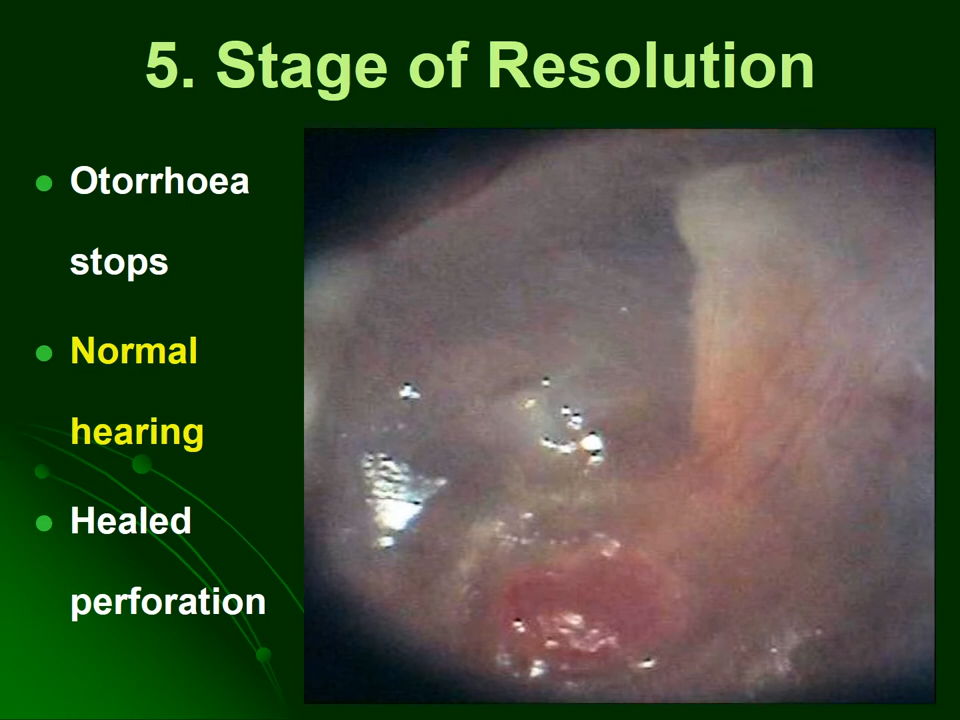 5. Stage of Resolution
Otorrhoea
stops
Normal
hearing
Healed
perforation